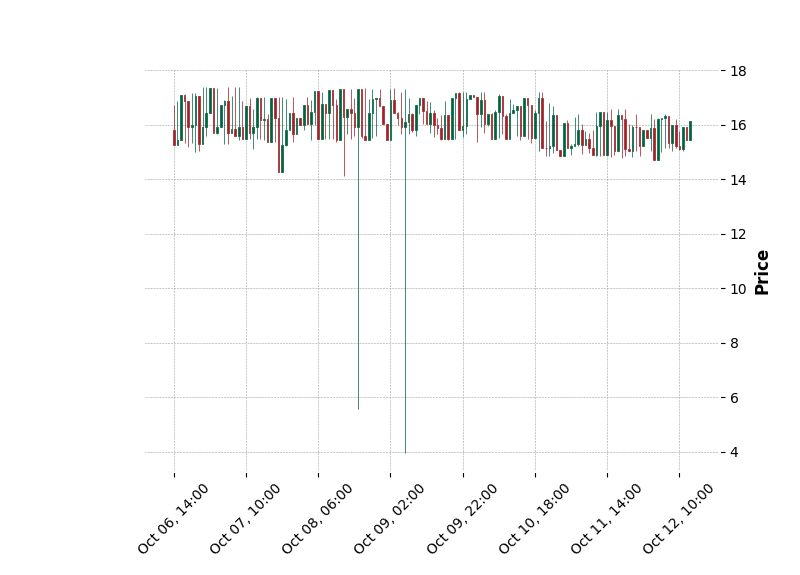 18
16
14
12
10
8
6
4
Price
Oct 06, 14:00
Oct 07, 10:00
Oct 08, 06:00
Oct 09, 02:00
Oct 09, 22:00
Oct 10, 18:00
Oct 11, 14:00
Oct 12, 10:00